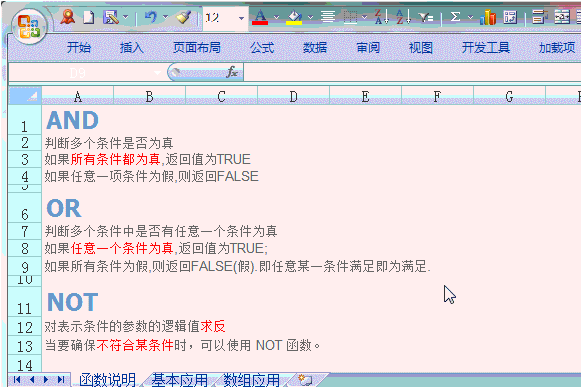 12
开始 插入 页面布局 公式 数据 审阅 视图 开发工具 加载项
fx
A B C D E F G
1 AND
2 判断多个条件是否为真
3 如果所有条件都为真,返回值为TRUE
4 如果任意一项条件为假,则返回FALSE
5
6 OR
7 判断多个条件中是否有任意一个条件为真
8 如果任意一个条件为真,返回值为TRUE;
9 如果所有条件为假,则返回FALSE(假).即任意某一条件满足即为满足.
10
11 NOT
12 对表示条件的参数的逻辑值求反
13 当要确保不符合某条件时，可以使用 NOT 函数。
14
函数说明 基本应用 数组应用